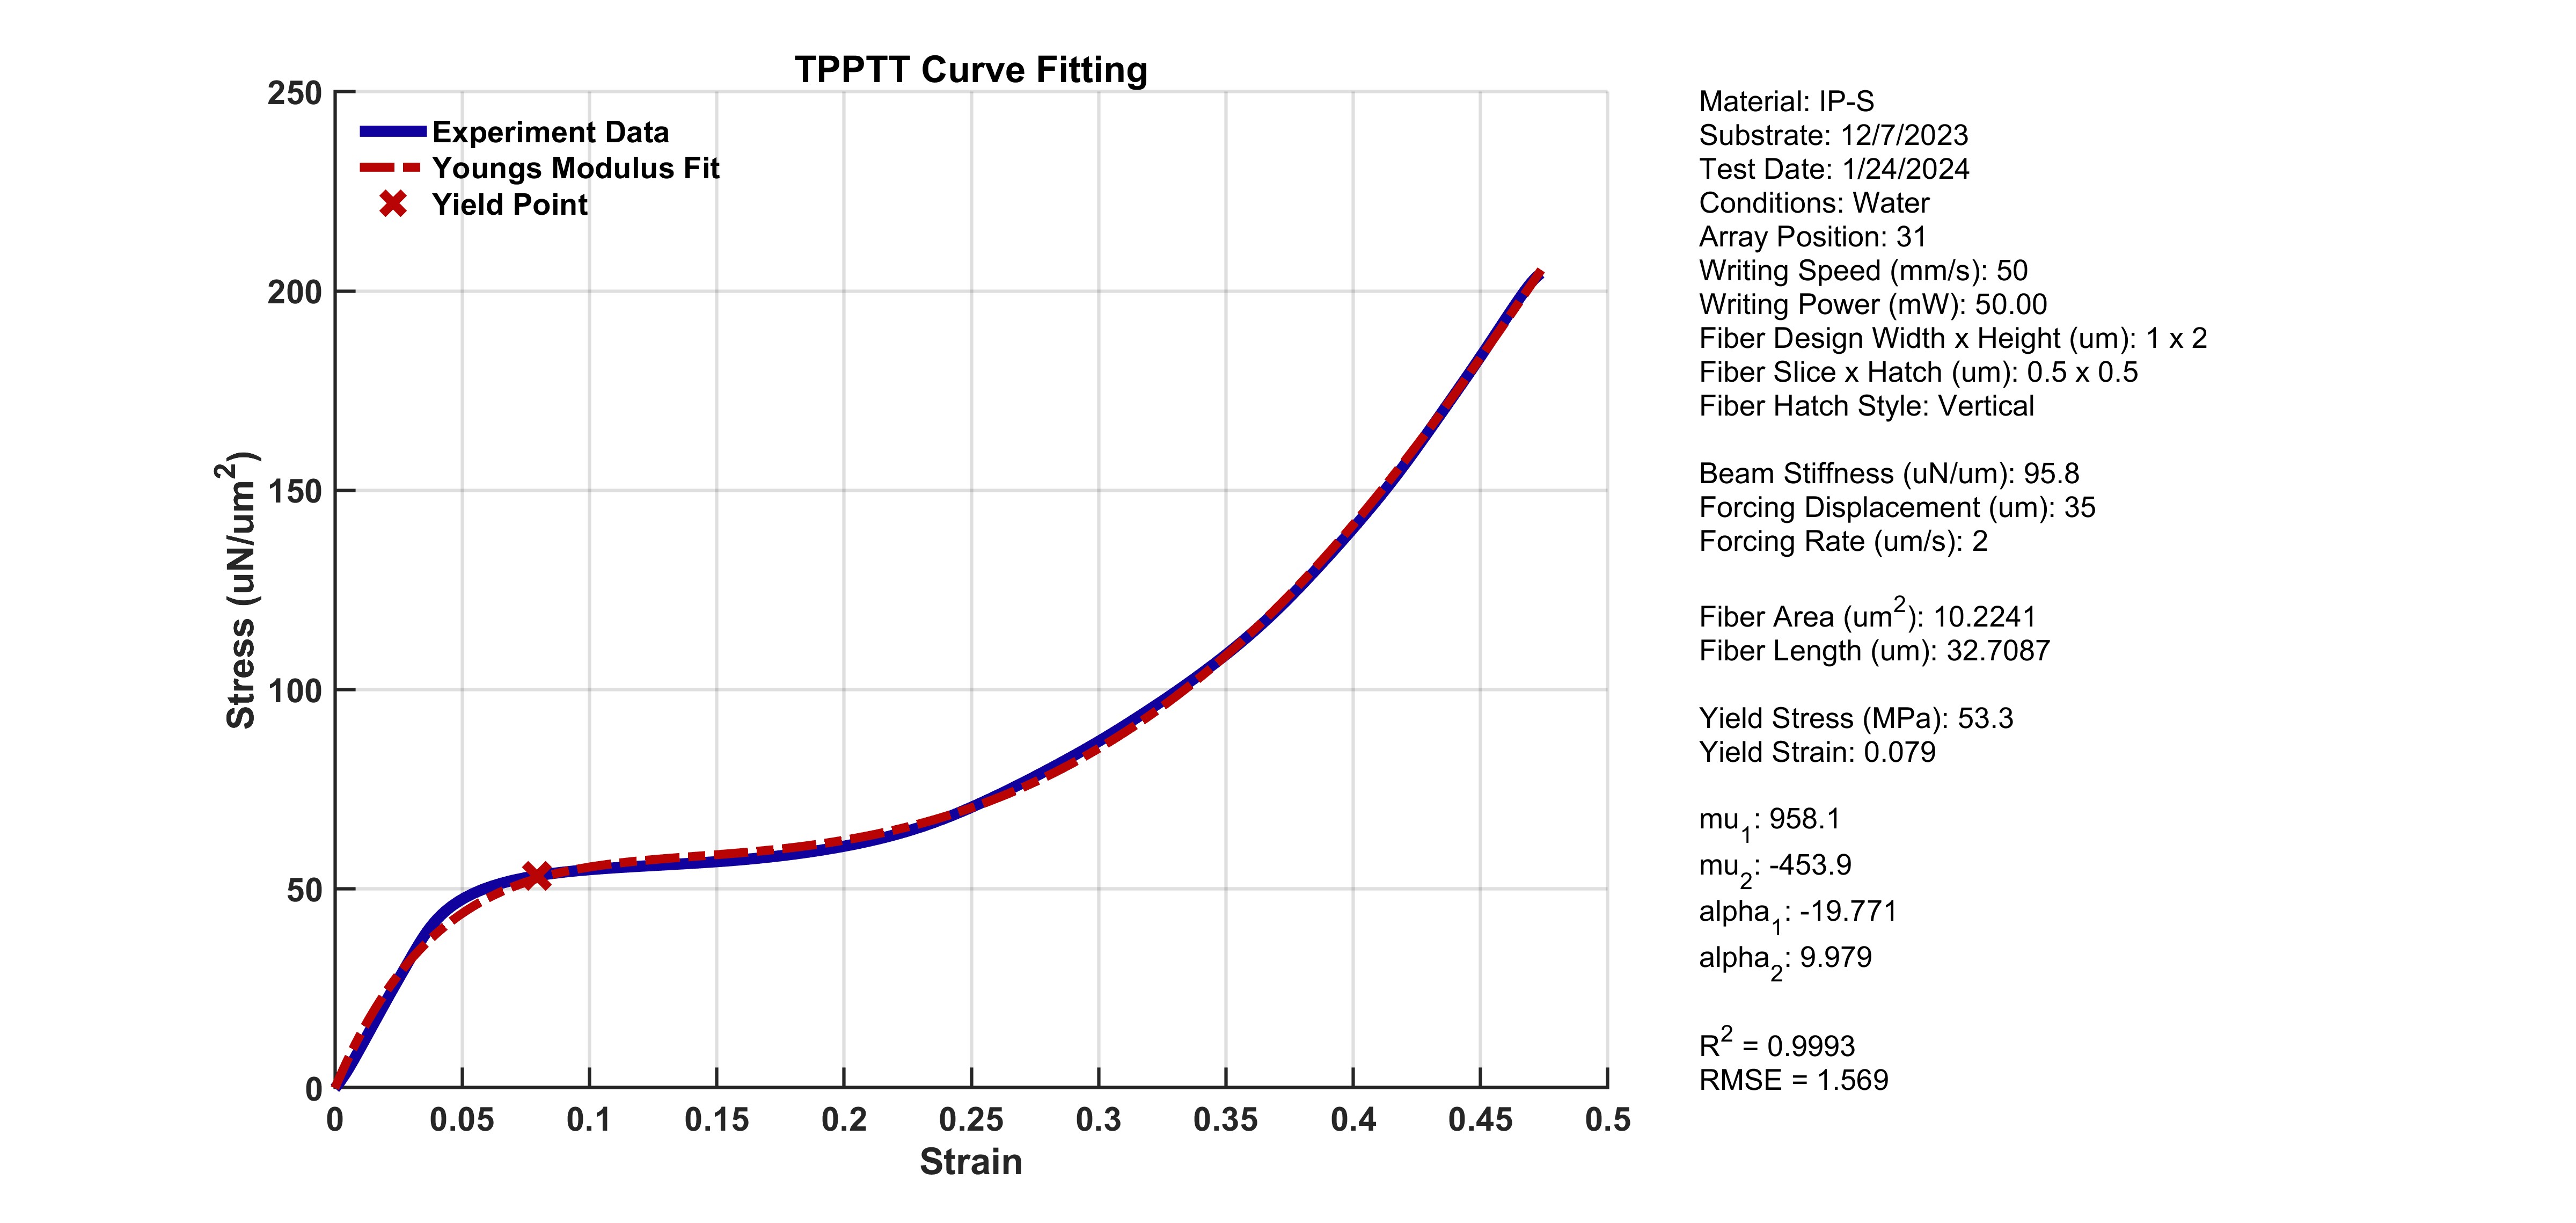 TPPTT Curve Fitting
250
200
150
100
50
0
Stress (uN/um²)
Experiment Data
Youngs Modulus Fit
Yield Point
0 0.05 0.1 0.15 0.2 0.25 0.3 0.35 0.4 0.45 0.5
Strain
Material: IP-S
Substrate: 12/7/2023
Test Date: 1/24/2024
Conditions: Water
Array Position: 31
Writing Speed (mm/s): 50
Writing Power (mW): 50.00
Fiber Design Width x Height (um): 1 x 2
Fiber Slice x Hatch (um): 0.5 x 0.5
Fiber Hatch Style: Vertical
Beam Stiffness (uN/um): 95.8
Forcing Displacement (um): 35
Forcing Rate (um/s): 2
Fiber Area (um²): 10.2241
Fiber Length (um): 32.7087
Yield Stress (MPa): 53.3
Yield Strain: 0.079
mu₁: 958.1
mu₂: -453.9
alpha₁: -19.771
alpha₂: 9.979
R² = 0.9993
RMSE = 1.569